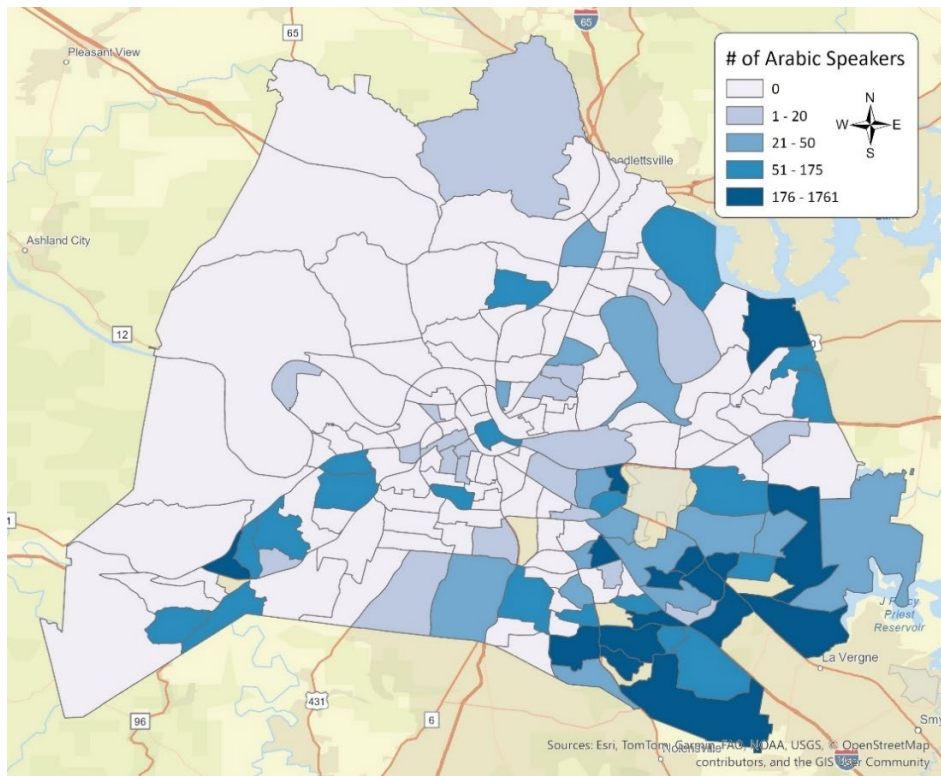 65
65
Pleasant View
# of Arabic Speakers
0
1 - 20
21 - 50
51 - 175
176 - 1761
N
W E
S
Ashland City
12
431
6
96
J Percy
Priest
Reservoir
La Vergne
Sources: Esri, TomTom, Garmin, FAO, NOAA, USGS, © OpenStreetMap
contributors, and the GIS User Community